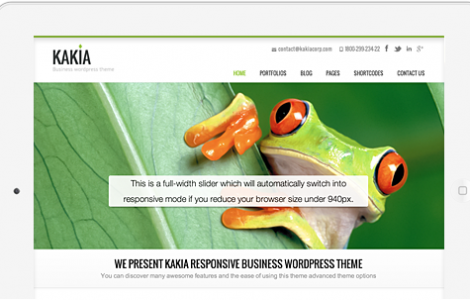 contact@kakiacorp.com 1800-299-234-22
KAKIA
Business wordpress theme
HOME PORTFOLIOS BLOG PAGES SHORTCODES CONTACT US
This is a full-width slider which will automatically switch into
responsive mode if you reduce your browser size under 940px.
WE PRESENT KAKIA RESPONSIVE BUSINESS WORDPRESS THEME
You can discover many awesome features and the ease of using this theme advanced theme options